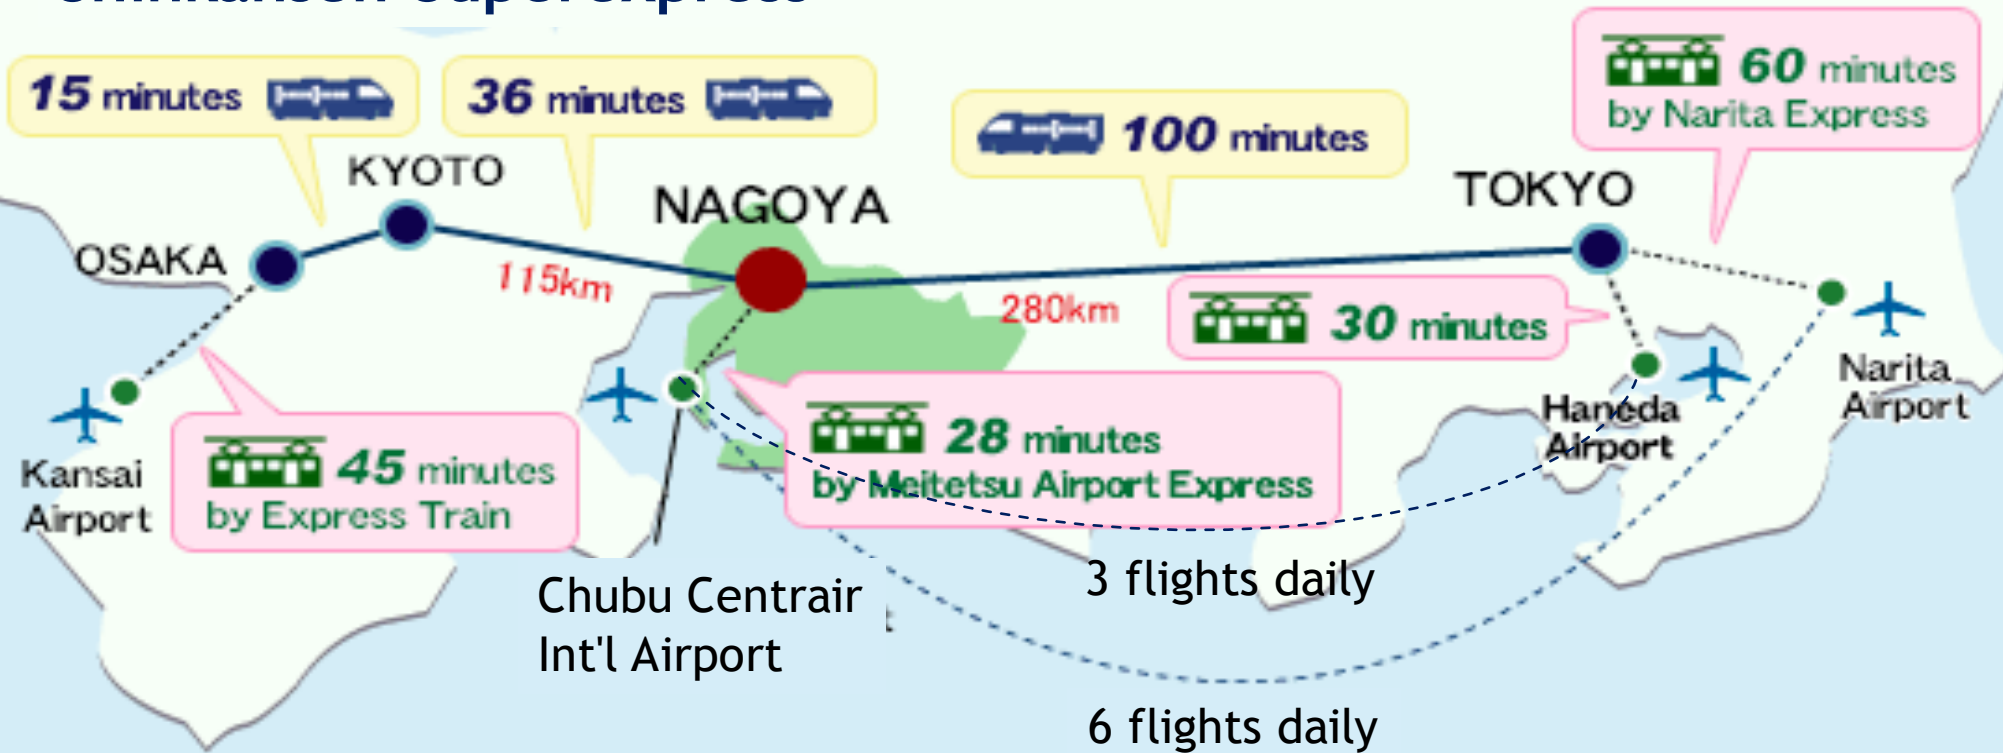 15 minutes
36 minutes
100 minutes
60 minutes
by Narita Express
KYOTO
NAGOYA
TOKYO
OSAKA
115km
280km
30 minutes
Narita
Airport
Haneda
Airport
28 minutes
by Meitetsu Airport Express
Kansai
Airport
45 minutes
by Express Train
Chubu Centrair
Int'l Airport
3 flights daily
6 flights daily